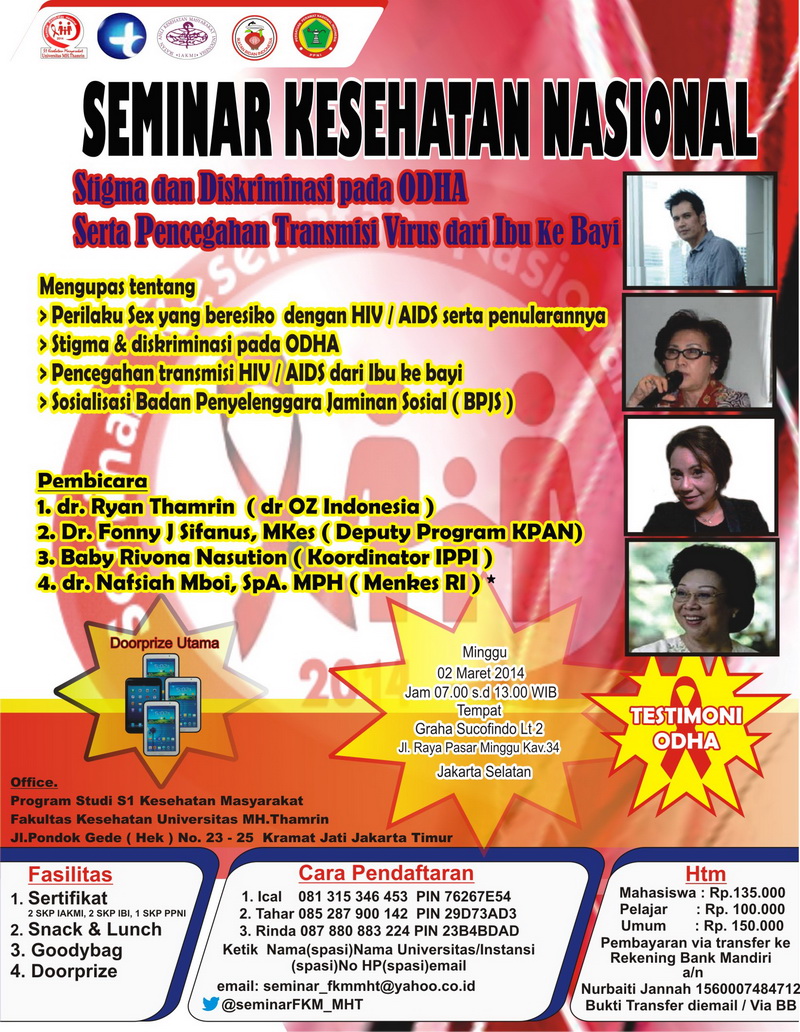 S1 Kesehatan Masyarakat
Universitas MH Thamrin
SEMINAR KESEHATAN NASIONAL
Stigma dan Diskriminasi pada ODHA
Serta Pencegahan Transmisi Virus dari Ibu Ke Bayi
Mengupas tentang
> Perilaku Sex yang beresiko dengan HIV / AIDS serta penularannya
> Stigma & diskriminasi pada ODHA
> Pencegahan transmisi HIV / AIDS dari Ibu ke bayi
> Sosialisasi Badan Penyelenggara Jaminan Sosial ( BPJS )
Pembicara
1. dr. Ryan Thamrin ( dr OZ Indonesia )
2. Dr. Fonny J Sifanus, MKes ( Deputy Program KPAN)
3. Baby Rivona Nasution ( Koordinator IPPI )
4. dr. Nafsiah Mboi, SpA. MPH ( Menkes RI ) *
Doorprize Utama
Minggu
02 Maret 2014
Jam 07.00 s.d 13.00 WIB
Tempat
Graha Sucofindo Lt 2
Jl. Raya Pasar Minggu Kav.34
Jakarta Selatan
TESTIMONI
ODHA
2014
Office.
Program Studi S1 Kesehatan Masyarakat
Fakultas Kesehatan Universitas MH.Thamrin
Jl.Pondok Gede ( Hek ) No. 23 - 25 Kramat Jati Jakarta Timur
Fasilitas
1. Sertifikat
2 SKP IAKMI, 2 SKP IBI, 1 SKP PPNI
2. Snack & Lunch
3. Goodybag
4. Doorprize
Cara Pendaftaran
1. Ical 081 315 346 453 PIN 76267E54
2. Tahar 085 287 900 142 PIN 29D73AD3
3. Rinda 087 880 883 224 PIN 23B4BDAD
Ketik Nama(spasi)Nama Universitas/Instansi
(spasi)No HP(spasi)email
email: seminar_fkmmht@yahoo.co.id
@seminarFKM_MHT
Htm
Mahasiswa : Rp.135.000
Pelajar : Rp. 100.000
Umum : Rp. 150.000
Pembayaran via transfer ke
Rekening Bank Mandiri
a/n
Nurbaiti Jannah 1560007484712
Bukti Transfer diemail / Via BB